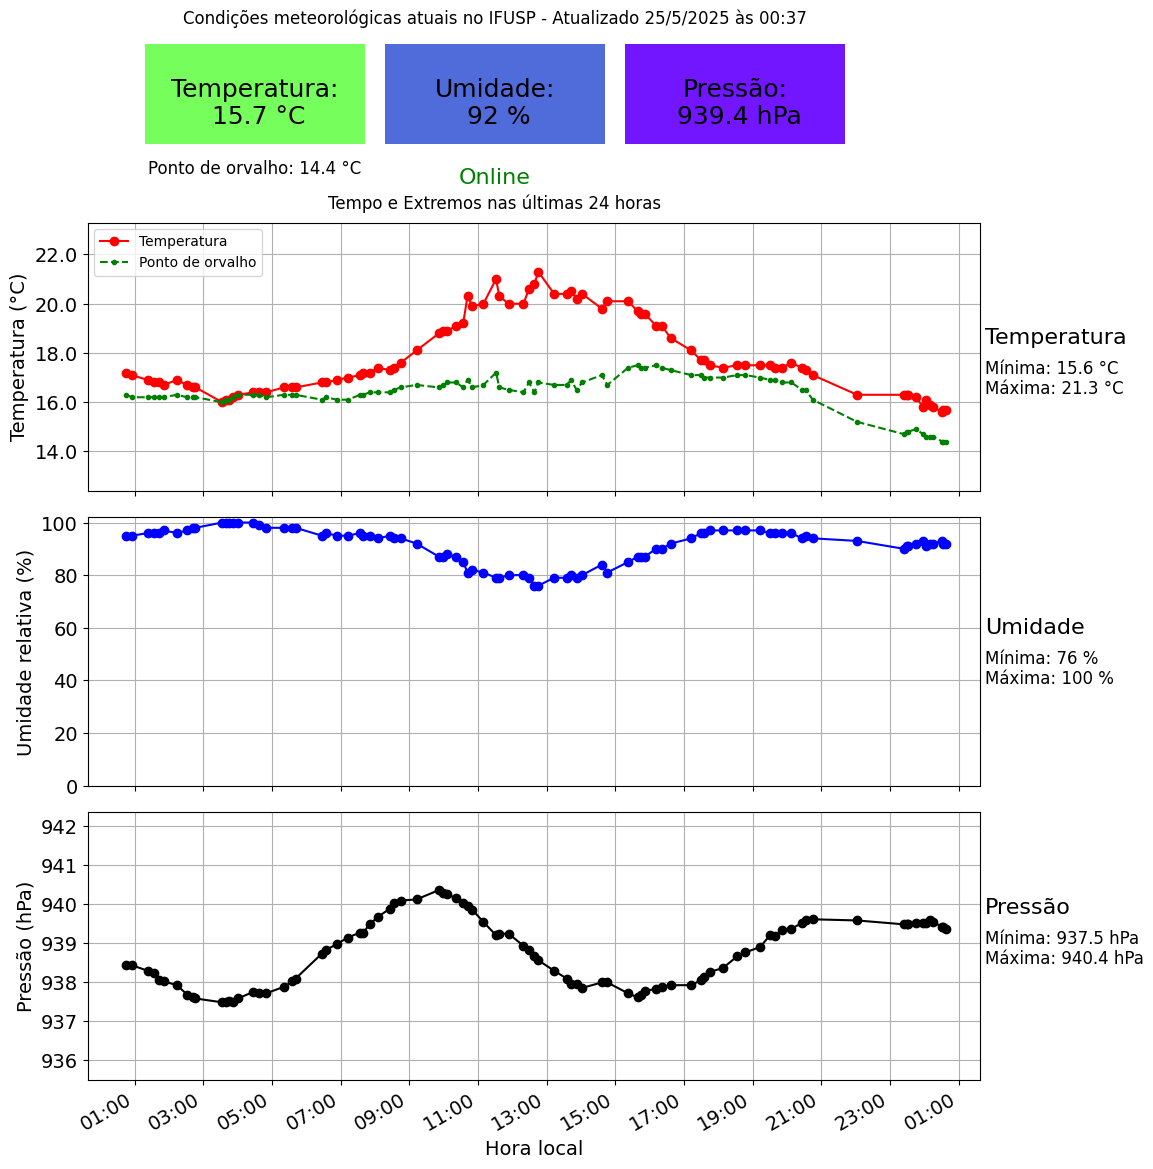 Condições meteorológicas atuais no IFUSP - Atualizado 25/5/2025 às 00:37
Temperatura:
15.7 °C
Umidade:
92 %
Pressão:
939.4 hPa
Ponto de orvalho: 14.4 °C
Online
Tempo e Extremos nas últimas 24 horas
Temperatura
Ponto de orvalho
Temperatura (°C)
22.0
20.0
18.0
16.0
14.0
Temperatura
Mínima: 15.6 °C
Máxima: 21.3 °C
Umidade relativa (%)
100
80
60
40
20
0
Umidade
Mínima: 76 %
Máxima: 100 %
Pressão (hPa)
942
941
940
939
938
937
936
Pressão
Mínima: 937.5 hPa
Máxima: 940.4 hPa
01:00 03:00 05:00 07:00 09:00 11:00 13:00 15:00 17:00 19:00 21:00 23:00 01:00
Hora local